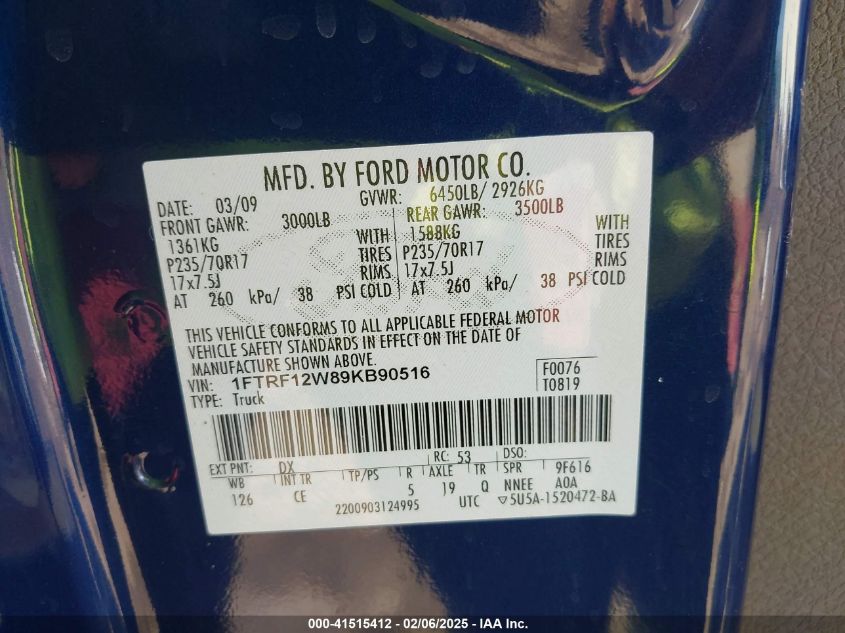 MFD. BY FORD MOTOR CO.
DATE: 03/09 GVWR: 6450LB/ 2926KG
FRONT GAWR: 3000LB REAR GAWR: 3500LB
1361KG WITH 1588KG WITH
P235/70R17 TIRES P235/70R17 TIRES
17x7.5J RIMS 17x7.5J RIMS
AT 260 kPa/ 38 PSI COLD AT 260 kPa/ 38 PSI COLD
THIS VEHICLE CONFORMS TO ALL APPLICABLE FEDERAL MOTOR
VEHICLE SAFETY STANDARDS IN EFFECT ON THE DATE OF
MANUFACTURE SHOWN ABOVE.
VIN: 1FTRF12W89KB90516 F0076
TYPE: Truck T0819
EXT PNT: DX RC: 53 DSO:
WB INT TR TP/PS R AXLE TR SPR 9F616
126 CE 5 19 Q NNEE A0A
2200903124995 UTC ▽5U5A-1520472-BA
000-41515412 - 02/06/2025 - IAA Inc.